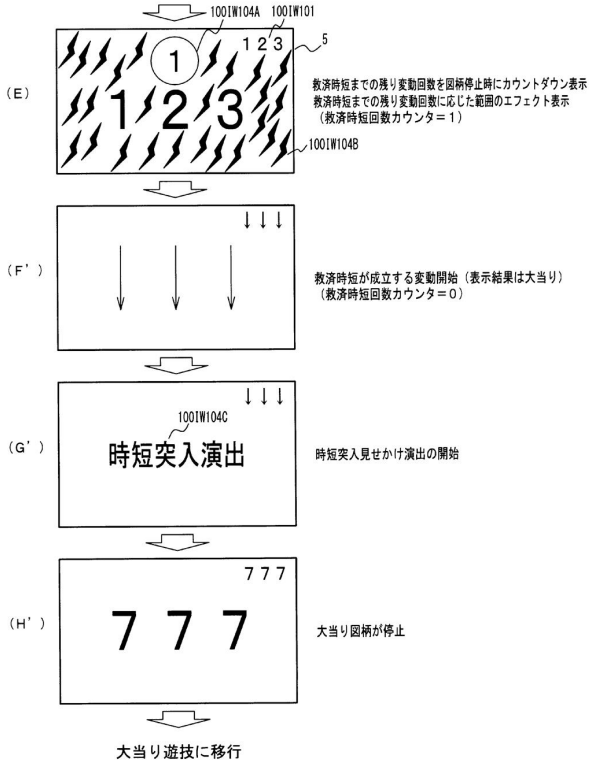 100IW104A
100IW101
5
(E)
1
1 2 3
1 2 3
救済時短までの残り変動回数を図柄停止時にカウントダウン表示
救済時短までの残り変動回数に応じた範囲のエフェクト表示
(救済時短回数カウンタ=1)
100IW104B
(F')
↓ ↓ ↓
救済時短が成立する変動開始(表示結果は大当り)
(救済時短回数カウンタ=0)
(G')
↓ ↓ ↓
100IW104C
時短突入演出
時短突入見せかけ演出の開始
(H')
7 7 7
7 7 7
大当り図柄が停止
大当り遊技に移行